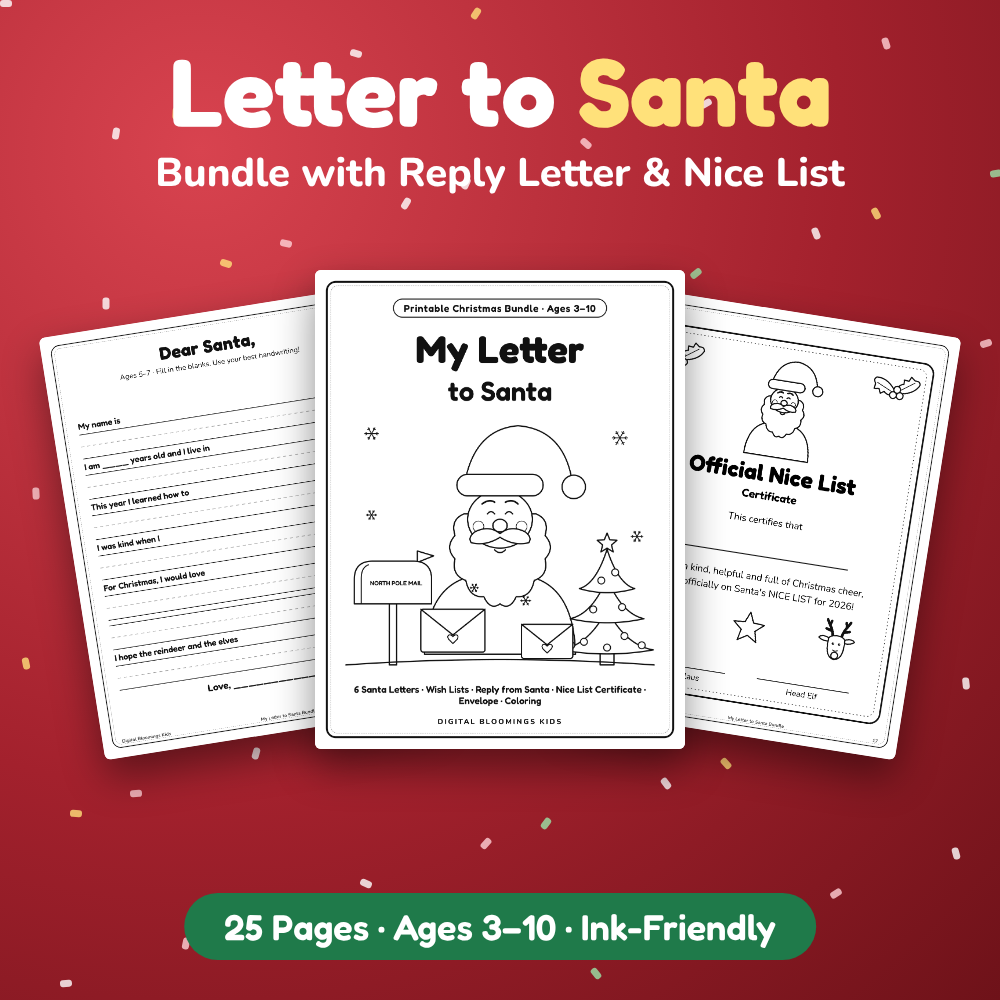 Letter to Santa
Bundle with Reply Letter & Nice List
Dear Santa,
Ages 5–7 · Fill in the blanks. Use your best handwriting!
My name is
I am ______ years old and I live in
This year I learned how to
I was kind when I
For Christmas, I would love
I hope the reindeer and the elves
Love, _______________
Digital Bloomings Kids
My Letter to Santa Bundle
Printable Christmas Bundle · Ages 3–10
My Letter
to Santa
NORTH POLE MAIL
6 Santa Letters · Wish Lists · Reply from Santa · Nice List Certificate ·
Envelope · Coloring
DIGITAL BLOOMINGS KIDS
Official Nice List
Certificate
This certifies that
kind, helpful and full of Christmas cheer,
officially on Santa's NICE LIST for 2026!
Head Elf
My Letter to Santa Bundle
17
25 Pages · Ages 3–10 · Ink-Friendly